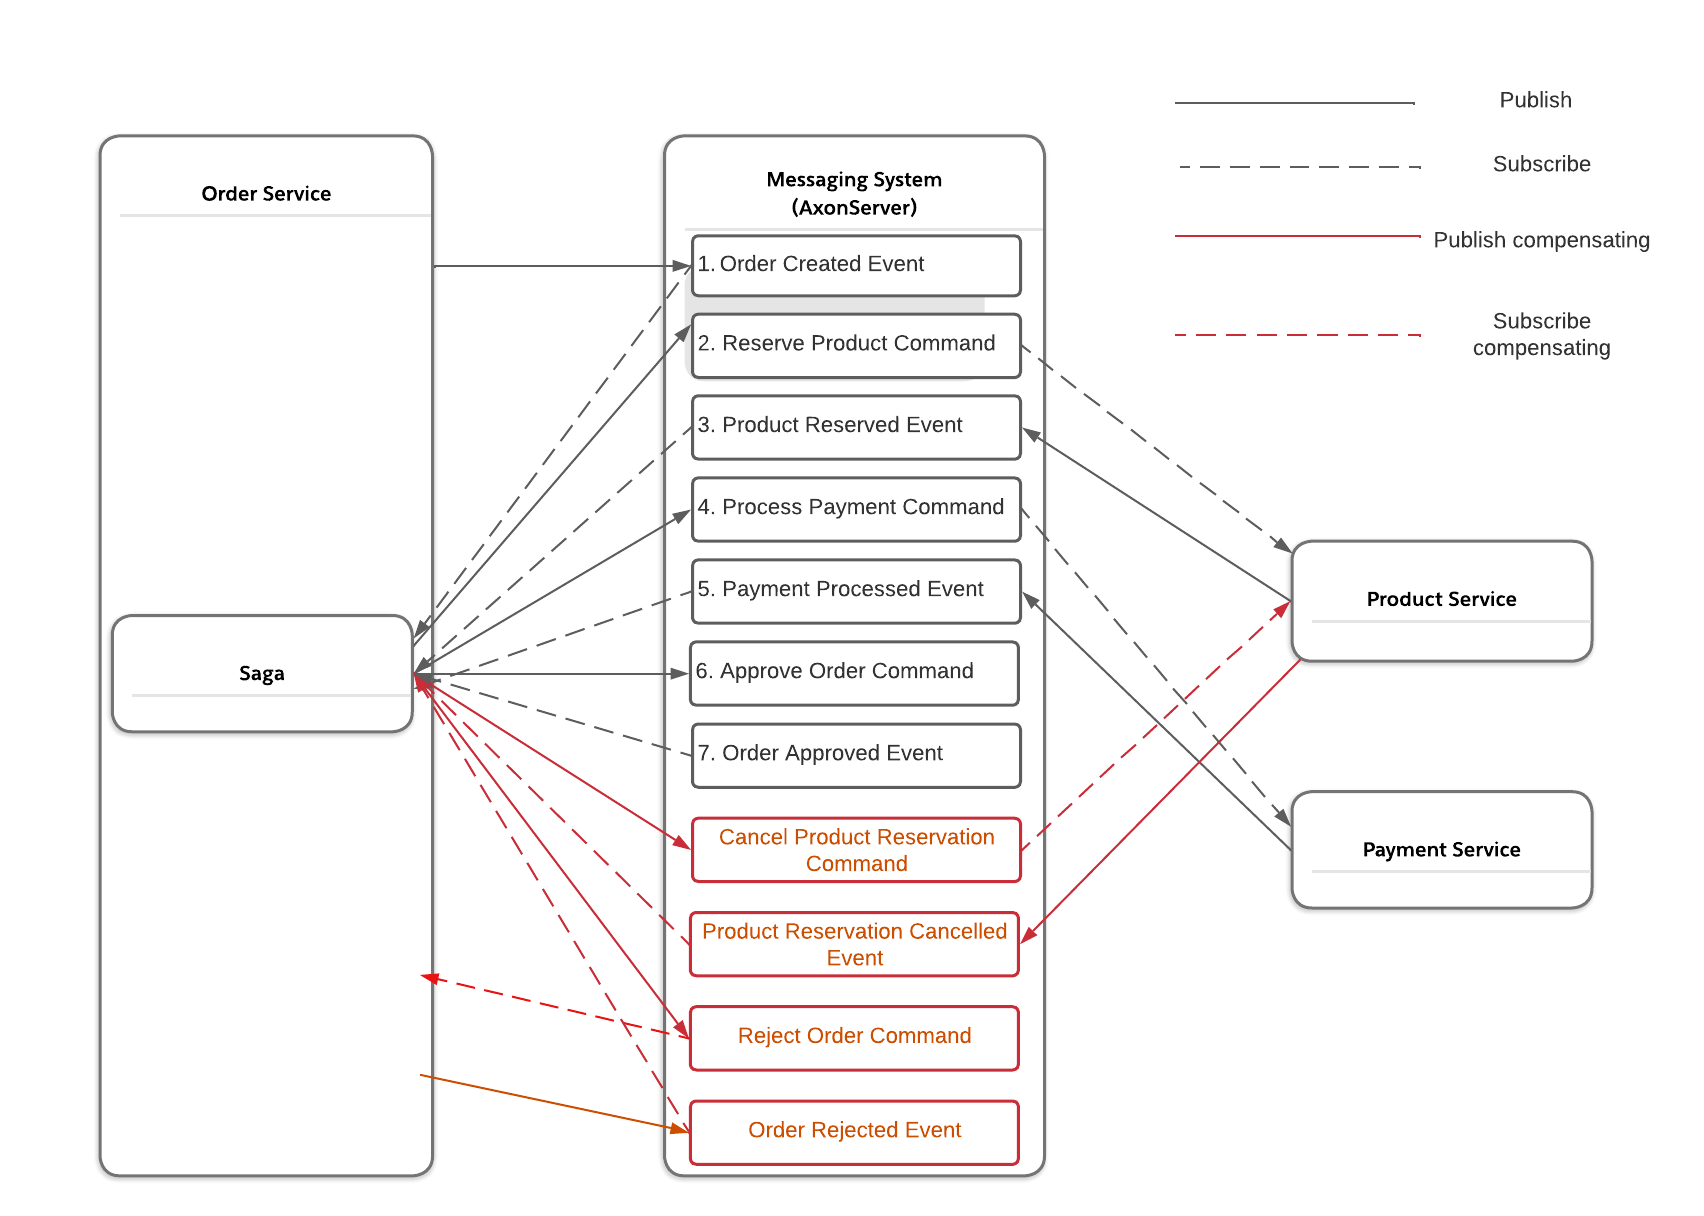 Publish
Subscribe
Publish compensating
Subscribe
compensating
Order Service
Saga
Messaging System
(AxonServer)
1. Order Created Event
2. Reserve Product Command
3. Product Reserved Event
4. Process Payment Command
5. Payment Processed Event
6. Approve Order Command
7. Order Approved Event
Cancel Product Reservation
Command
Product Reservation Cancelled
Event
Reject Order Command
Order Rejected Event
Product Service
Payment Service